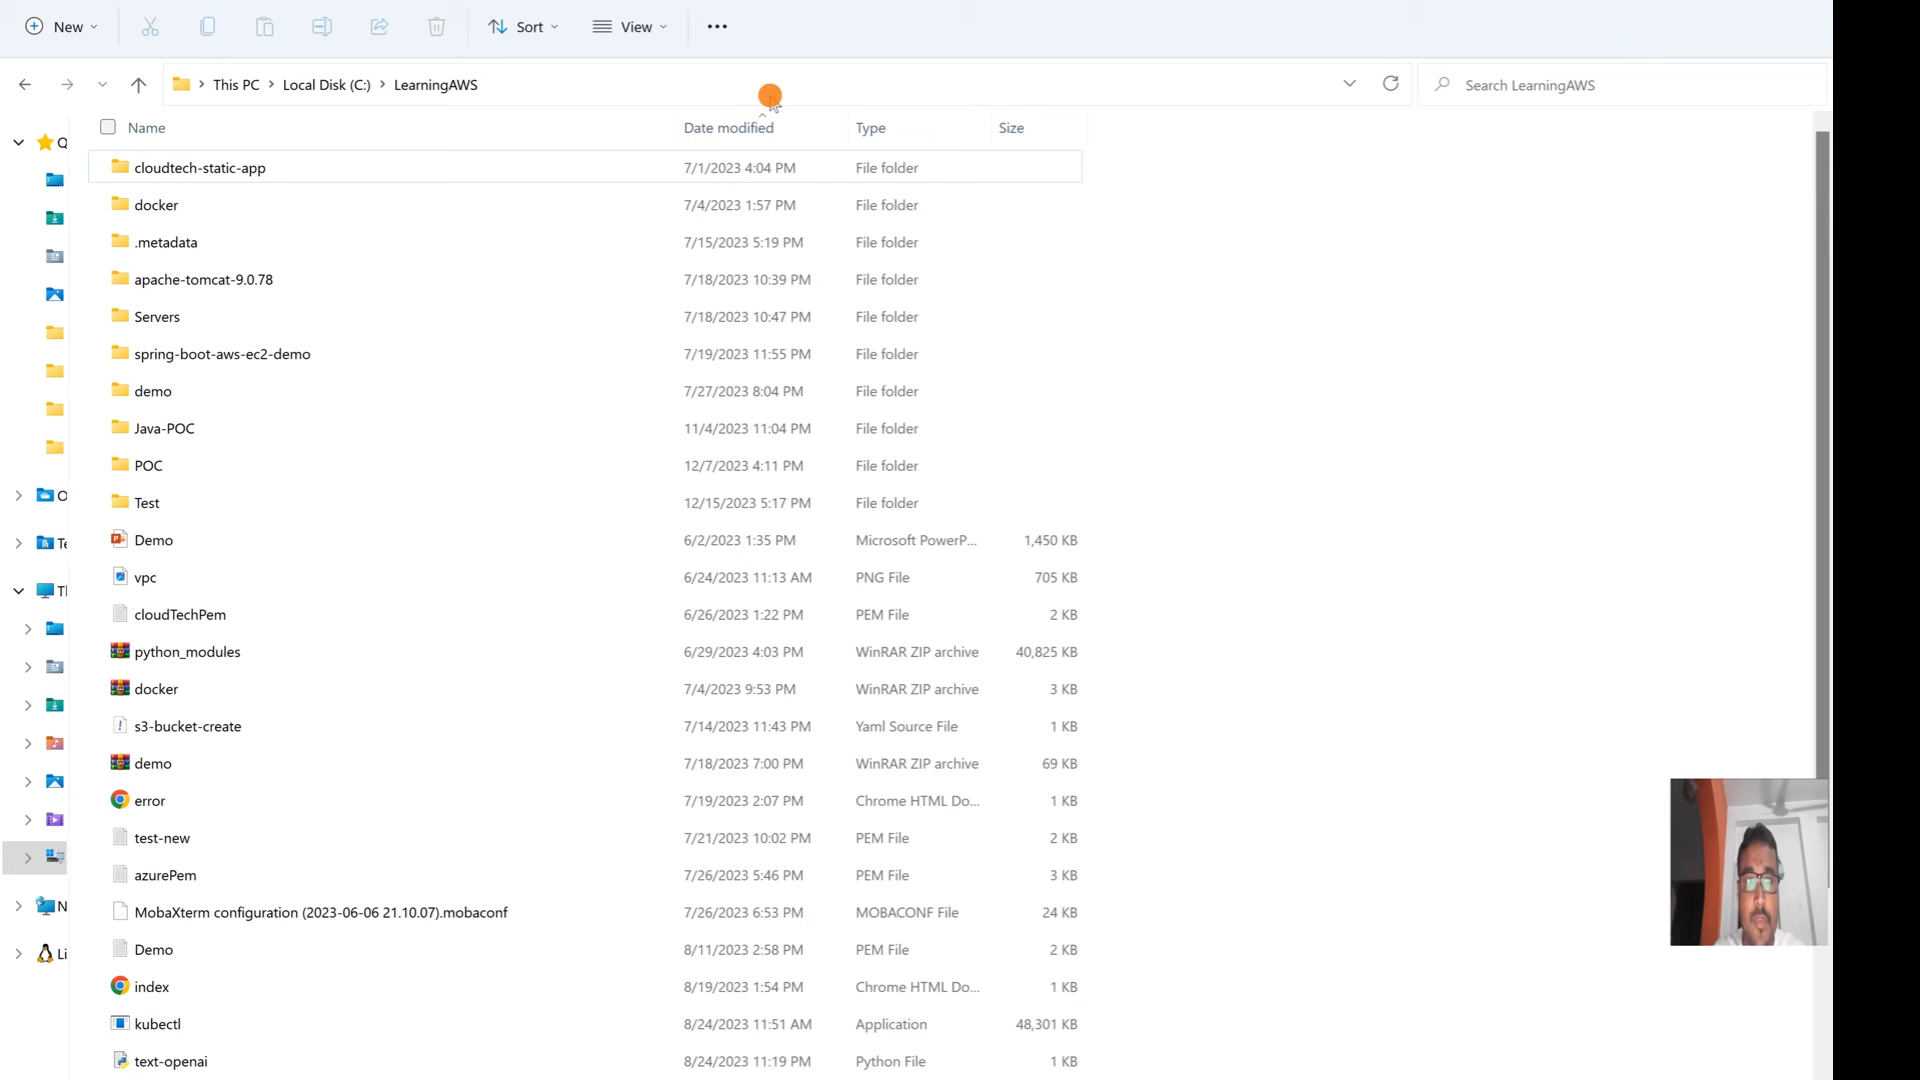 New
Sort
View
This PC
Local Disk (C:)
LearningAWS
Search LearningAWS
Name
Date modified
Type
Size
Q
O
Te
Th
N
Li
cloudtech-static-app 7/1/2023 4:04 PM File folder
docker 7/4/2023 1:57 PM File folder
.metadata 7/15/2023 5:19 PM File folder
apache-tomcat-9.0.78 7/18/2023 10:39 PM File folder
Servers 7/18/2023 10:47 PM File folder
spring-boot-aws-ec2-demo 7/19/2023 11:55 PM File folder
demo 7/27/2023 8:04 PM File folder
Java-POC 11/4/2023 11:04 PM File folder
POC 12/7/2023 4:11 PM File folder
Test 12/15/2023 5:17 PM File folder
Demo 6/2/2023 1:35 PM Microsoft PowerP... 1,450 KB
vpc 6/24/2023 11:13 AM PNG File 705 KB
cloudTechPem 6/26/2023 1:22 PM PEM File 2 KB
python_modules 6/29/2023 4:03 PM WinRAR ZIP archive 40,825 KB
docker 7/4/2023 9:53 PM WinRAR ZIP archive 3 KB
s3-bucket-create 7/14/2023 11:43 PM Yaml Source File 1 KB
demo 7/18/2023 7:00 PM WinRAR ZIP archive 69 KB
error 7/19/2023 2:07 PM Chrome HTML Do... 1 KB
test-new 7/21/2023 10:02 PM PEM File 2 KB
azurePem 7/26/2023 5:46 PM PEM File 3 KB
MobaXterm configuration (2023-06-06 21.10.07).mobaconf 7/26/2023 6:53 PM MOBACONF File 24 KB
Demo 8/11/2023 2:58 PM PEM File 2 KB
index 8/19/2023 1:54 PM Chrome HTML Do... 1 KB
kubectl 8/24/2023 11:51 AM Application 48,301 KB
text-openai 8/24/2023 11:19 PM Python File 1 KB